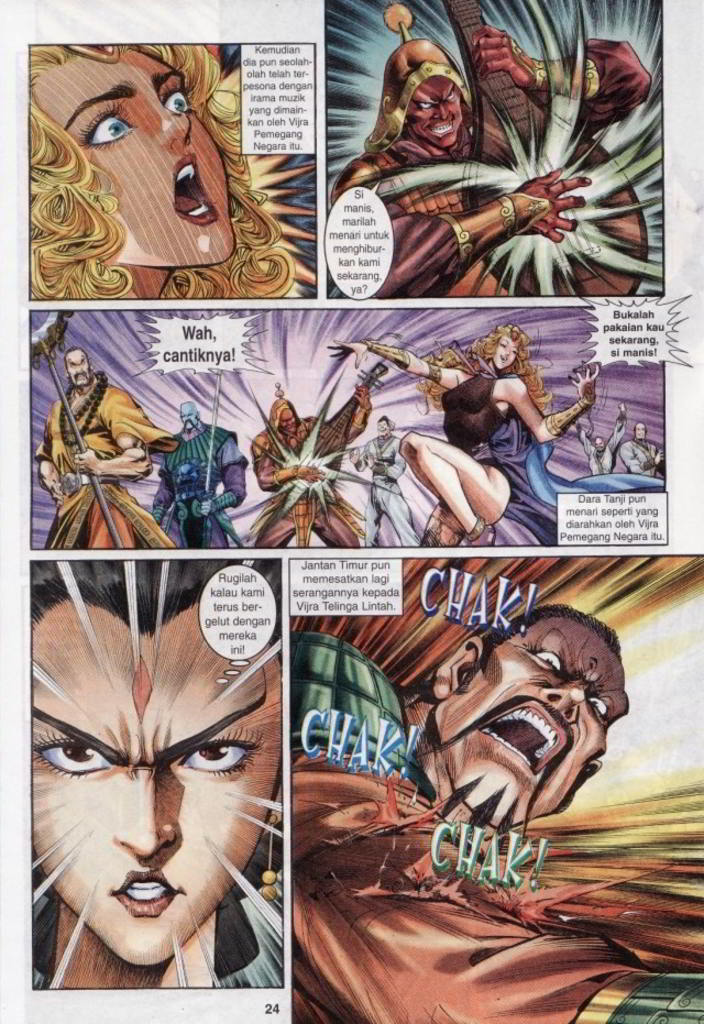 Kemudian
dia pun seolah-
olah telah ter-
pesona dengan
irama muzik
yang dimain-
kan oleh Vijra
Pemegang
Negara itu.
Si
manis,
marilah
menari untuk
menghibur-
kan kami
sekarang,
ya?
Wah,
cantiknya!
Bukalah
pakaian kau
sekarang,
si manis!
Dara Tanji pun
menari seperti yang
diarahkan oleh Vijra
Pemegang Negara itu.
Rugilah
kalau kami
terus ber-
gelut dengan
mereka
ini!
Jantan Timur pun
memesatkan lagi
serangannya kepada
Vijra Telinga Lintah.
CHAK!
CHAK!
CHAK!
24